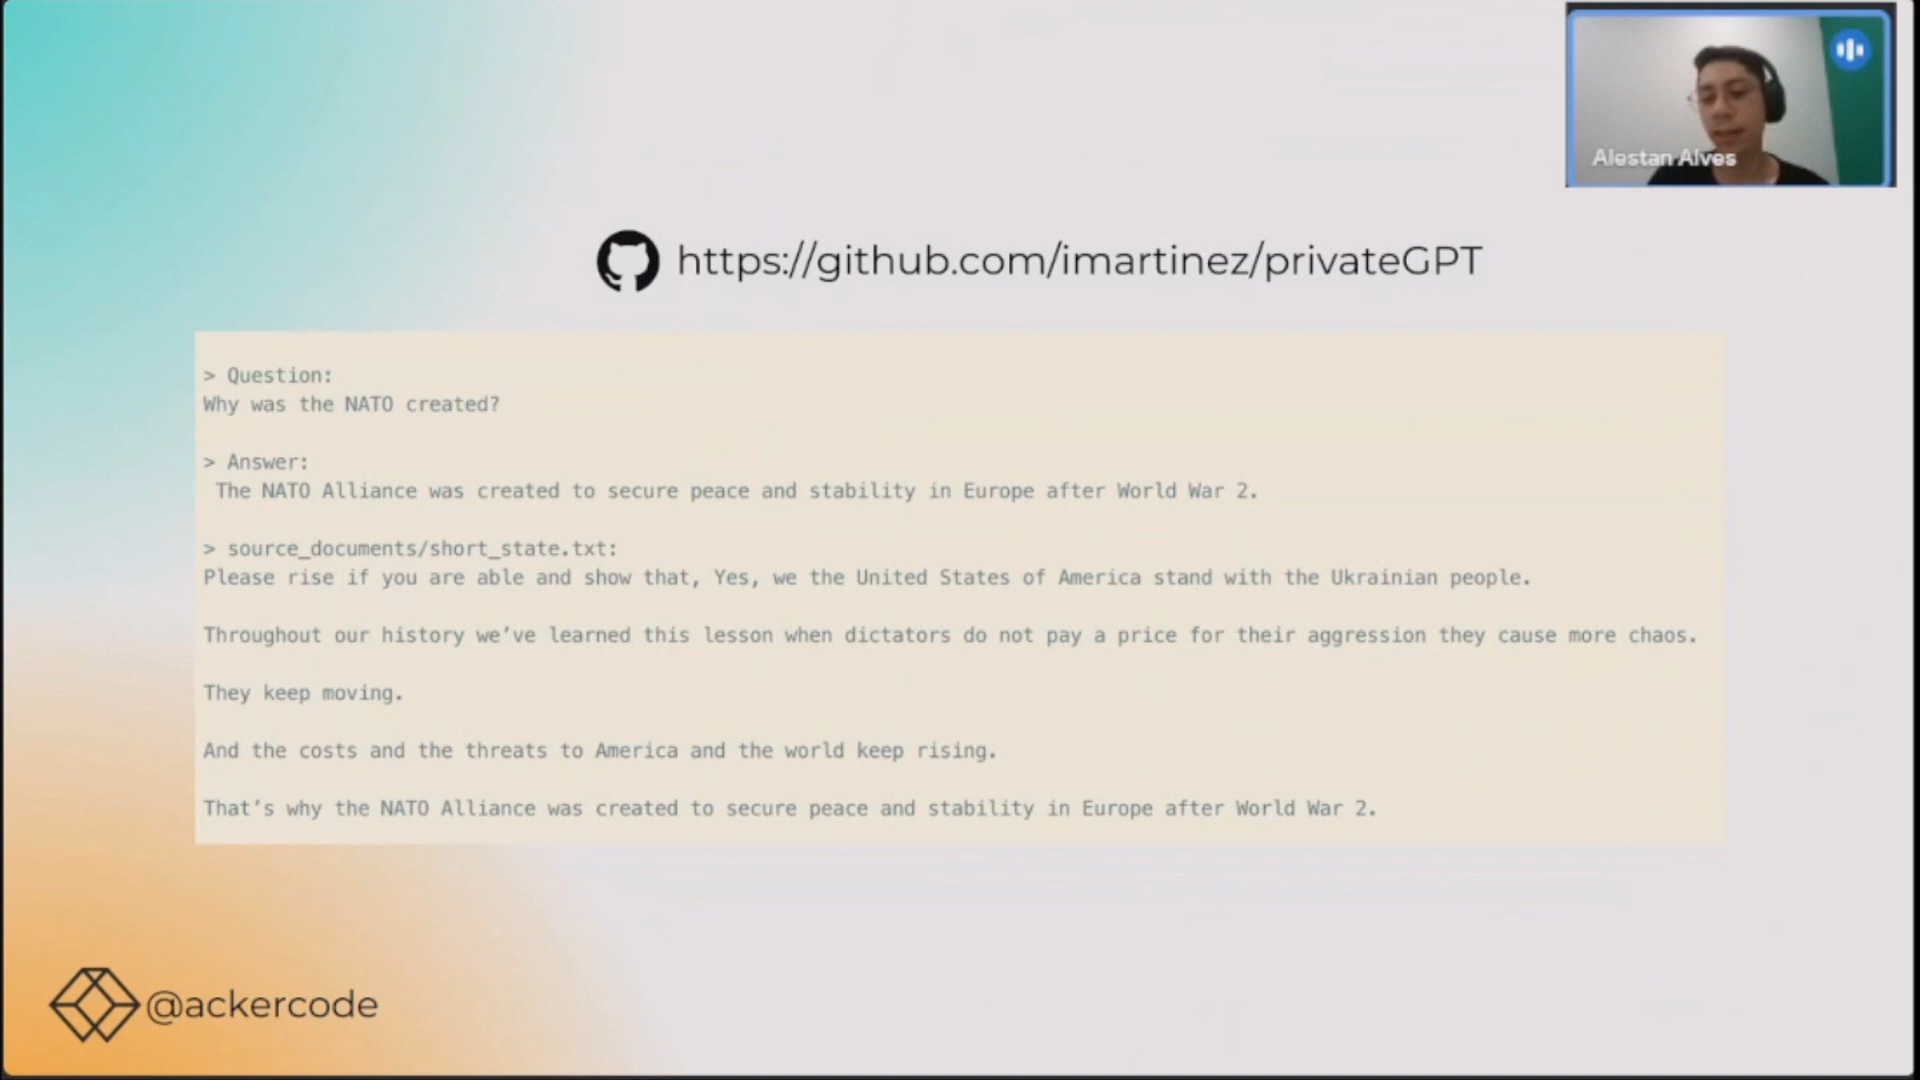 Alestan Alves
https://github.com/imartinez/privateGPT
> Question:
Why was the NATO created?
> Answer:
The NATO Alliance was created to secure peace and stability in Europe after World War 2.
> source_documents/short_state.txt:
Please rise if you are able and show that, Yes, we the United States of America stand with the Ukrainian people.
Throughout our history we’ve learned this lesson when dictators do not pay a price for their aggression they cause more chaos.
They keep moving.
And the costs and the threats to America and the world keep rising.
That’s why the NATO Alliance was created to secure peace and stability in Europe after World War 2.
@ackercode